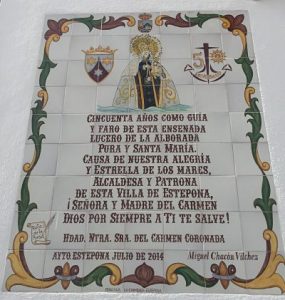 Cincuenta años como guía
y faro de esta ensenada
lucero de la alborada
Pura y Santa María.
Causa de nuestra alegría
y Estrella de los mares,
Alcaldesa y Patrona
de esta Villa de Estepona,
¡Señora y Madre del Carmen
Dios por siempre a Ti te salve!
Hdad. Ntra. Sra. del Carmen Coronada
Ayto. Estepona Julio de 2014
Miguel Chacón Vílchez